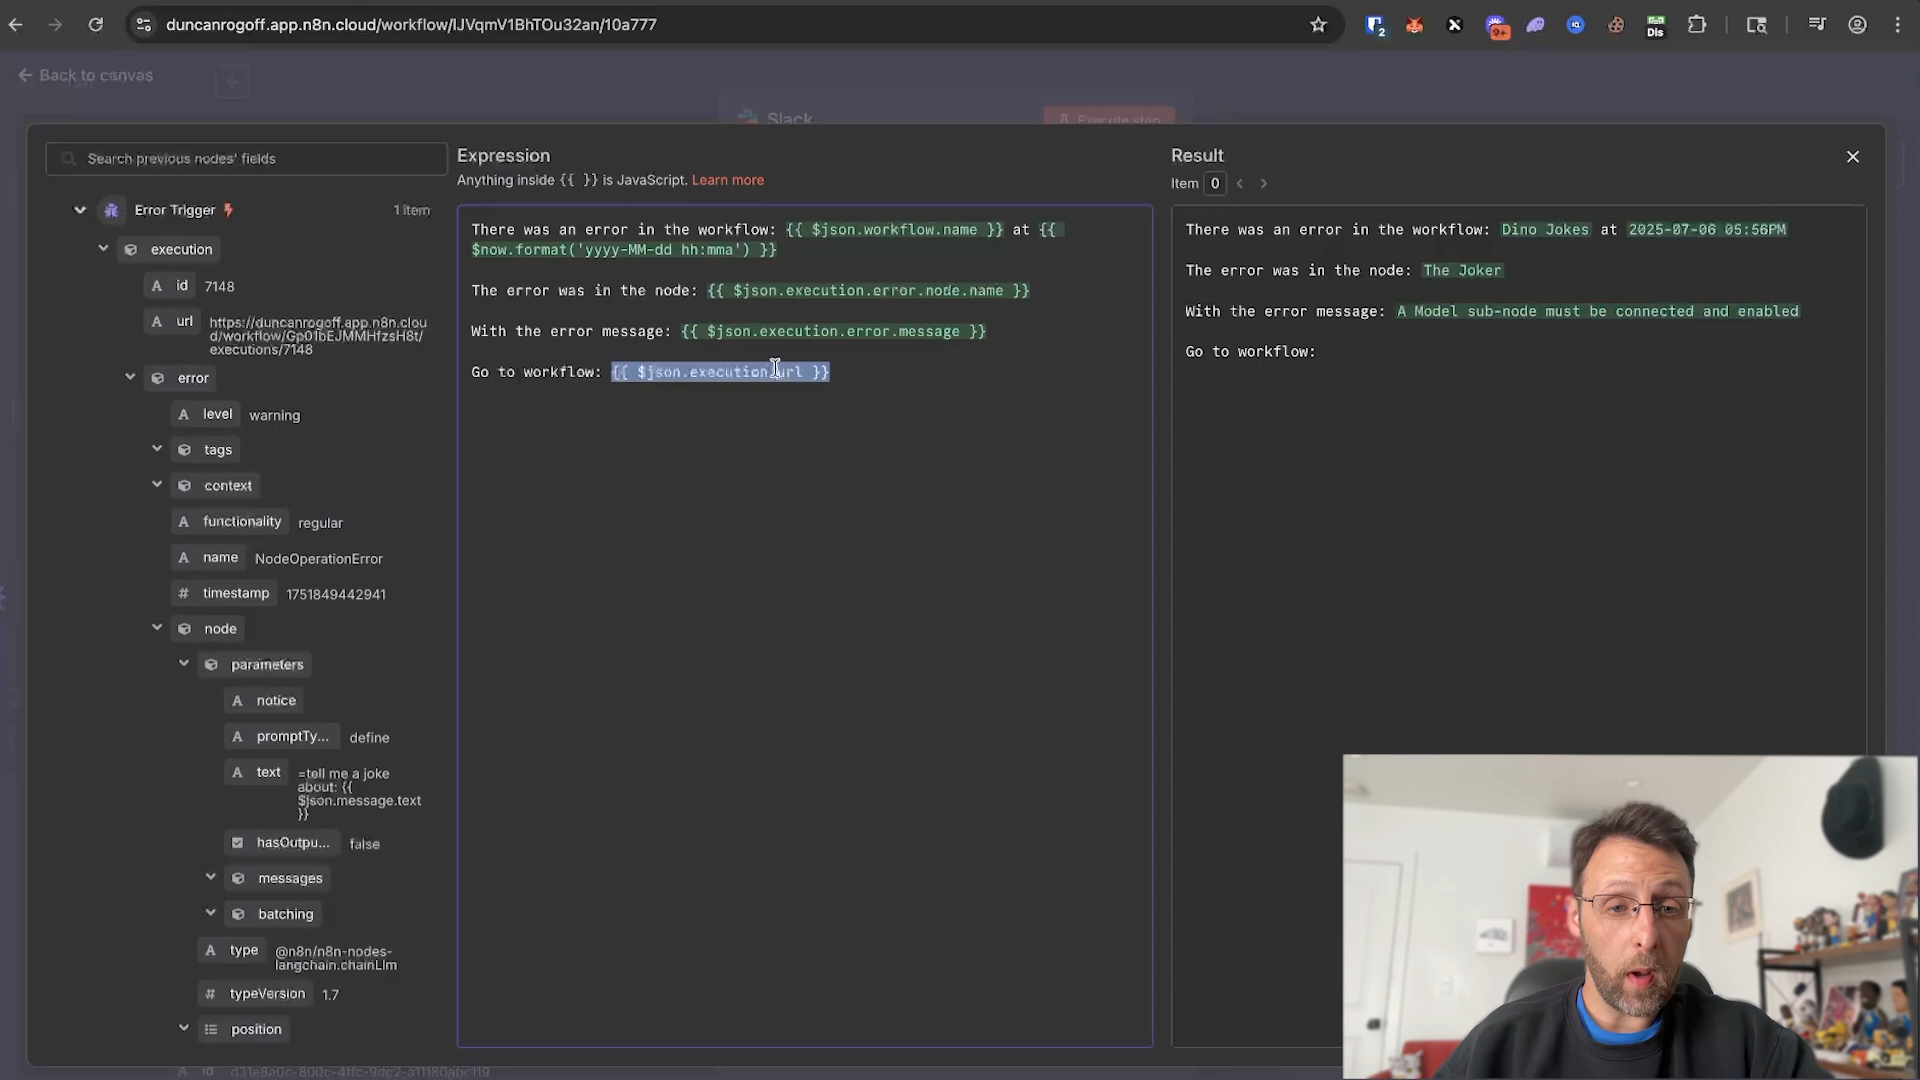 duncanrogoff.app.n8n.cloud/workflow/IJVqmV1BhTOu32an/10a777
2
9+
Dis
Back to canvas
Slack
Execute step
Search previous nodes' fields
Error Trigger
1 item
execution
id 7148
url https://duncanrogoff.app.n8n.clou
d/workflow/Gp01bEJMMHfzsH8t/
executions/7148
error
level warning
tags
context
functionality regular
name NodeOperationError
timestamp 1751849442941
node
parameters
notice
promptTy... define
text =tell me a joke
about: {{
$json.message.text
}}
hasOutpu... false
messages
batching
type @n8n/n8n-nodes-
langchain.chainLlm
typeVersion 1.7
position
Expression
Anything inside {{ }} is JavaScript. Learn more
There was an error in the workflow: {{ $json.workflow.name }} at {{
$now.format('yyyy-MM-dd hh:mma') }}
The error was in the node: {{ $json.execution.error.node.name }}
With the error message: {{ $json.execution.error.message }}
Go to workflow: {{ $json.execution.url }}
Result
Item 0
There was an error in the workflow: Dino Jokes at 2025-07-06 05:56PM
The error was in the node: The Joker
With the error message: A Model sub-node must be connected and enabled
Go to workflow: